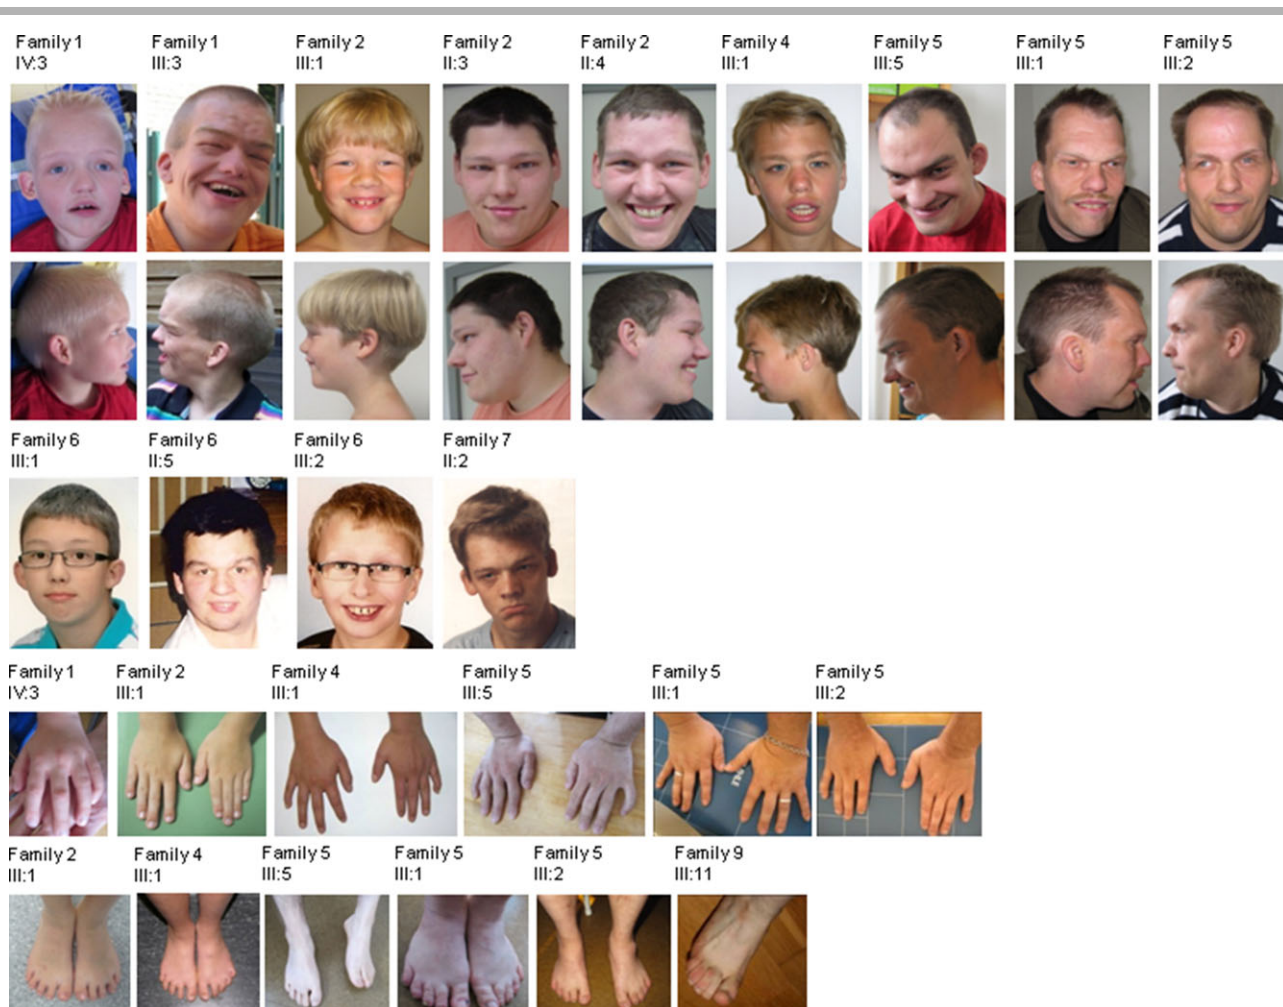 Family 1 Family 1 Family 2 Family 2 Family 2 Family 4 Family 5 Family 5 Family 5
IV:3 III:3 III:1 II:3 II:4 III:1 III:5 III:1 III:2
Family 6 Family 6 Family 6 Family 7
III:1 II:5 III:2 II:2
Family 1 Family 2 Family 4 Family 5 Family 5 Family 5
IV:3 III:1 III:1 III:5 III:1 III:2
Family 2 Family 4 Family 5 Family 5 Family 5 Family 9
III:1 III:1 III:5 III:1 III:2 III:11